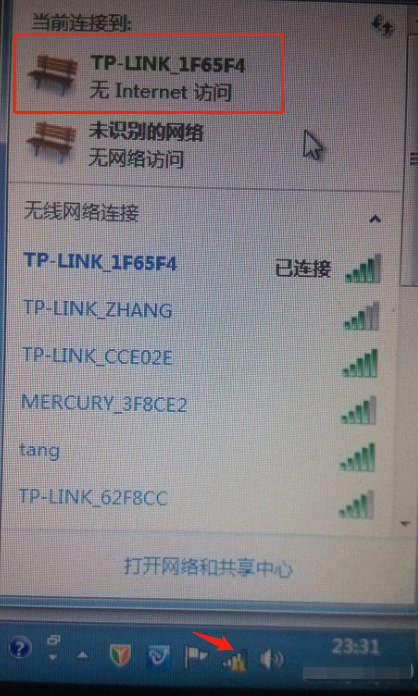 当前连接到:
TP-LINK_1F65F4
无 Internet 访问
未识别的网络
无网络访问
无线网络连接
TP-LINK_1F65F4 已连接
TP-LINK_ZHANG
TP-LINK_CCE02E
MERCURY_3F8CE2
tang
TP-LINK_62F8CC
打开网络和共享中心
23:31